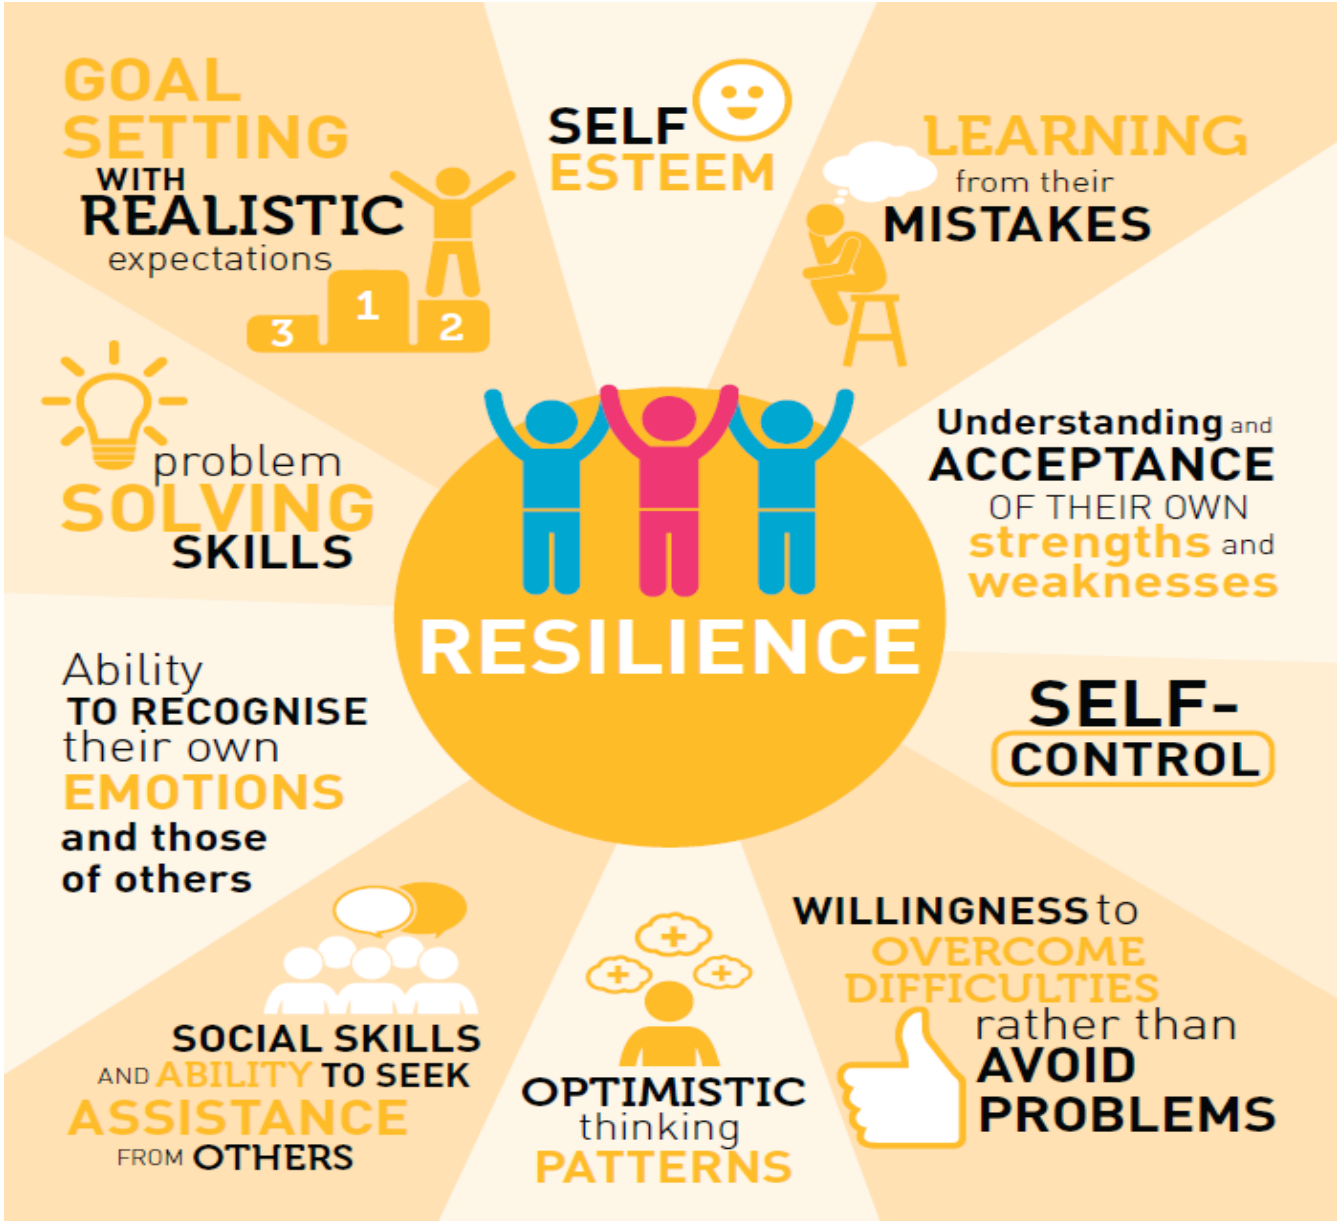 GOAL
SETTING
WITH
REALISTIC
expectations
1
2
3
SELF
ESTEEM
LEARNING
from their
MISTAKES
problem
SOLVING
SKILLS
Understanding and
ACCEPTANCE
OF THEIR OWN
strengths and
weaknesses
RESILIENCE
Ability
TO RECOGNISE
their own
EMOTIONS
and those
of others
SELF-
CONTROL
SOCIAL SKILLS
AND ABILITY TO SEEK
ASSISTANCE
FROM OTHERS
OPTIMISTIC
thinking
PATTERNS
WILLINGNESS to
OVERCOME
DIFFICULTIES
rather than
AVOID
PROBLEMS